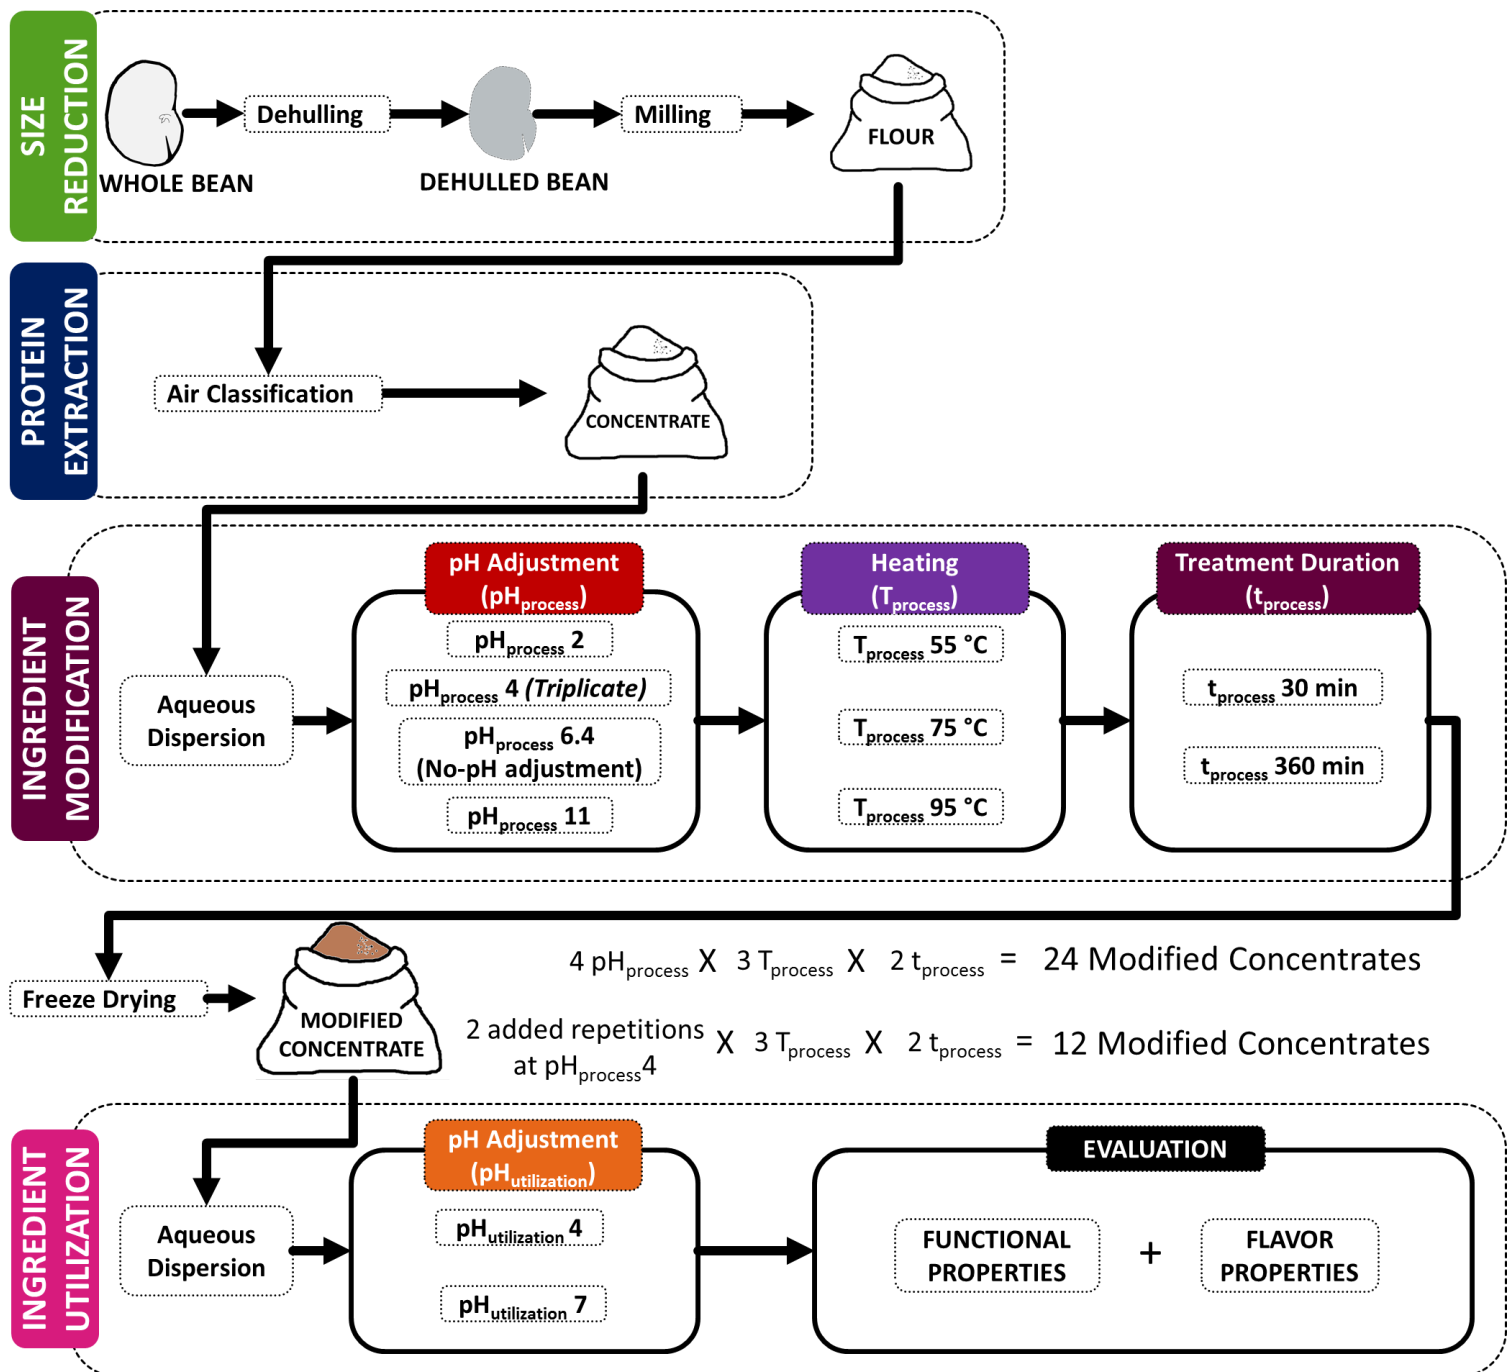 SIZE
REDUCTION
WHOLE BEAN
Dehulling
DEHULLED BEAN
Milling
FLOUR
PROTEIN
EXTRACTION
Air Classification
CONCENTRATE
INGREDIENT
MODIFICATION
Aqueous
Dispersion
pH Adjustment
(pHprocess)
pHprocess 2
pHprocess 4 (Triplicate)
pHprocess 6.4
(No-pH adjustment)
pHprocess 11
Heating
(Tprocess)
Tprocess 55 °C
Tprocess 75 °C
Tprocess 95 °C
Treatment Duration
(tprocess)
tprocess 30 min
tprocess 360 min
Freeze Drying
MODIFIED
CONCENTRATE
4 pHprocess X 3 Tprocess X 2 tprocess = 24 Modified Concentrates
2 added repetitions
at pHprocess4
X 3 Tprocess X 2 tprocess = 12 Modified Concentrates
INGREDIENT
UTILIZATION
Aqueous
Dispersion
pH Adjustment
(pHutilization)
pHutilization 4
pHutilization 7
EVALUATION
FUNCTIONAL
PROPERTIES
+
FLAVOR
PROPERTIES